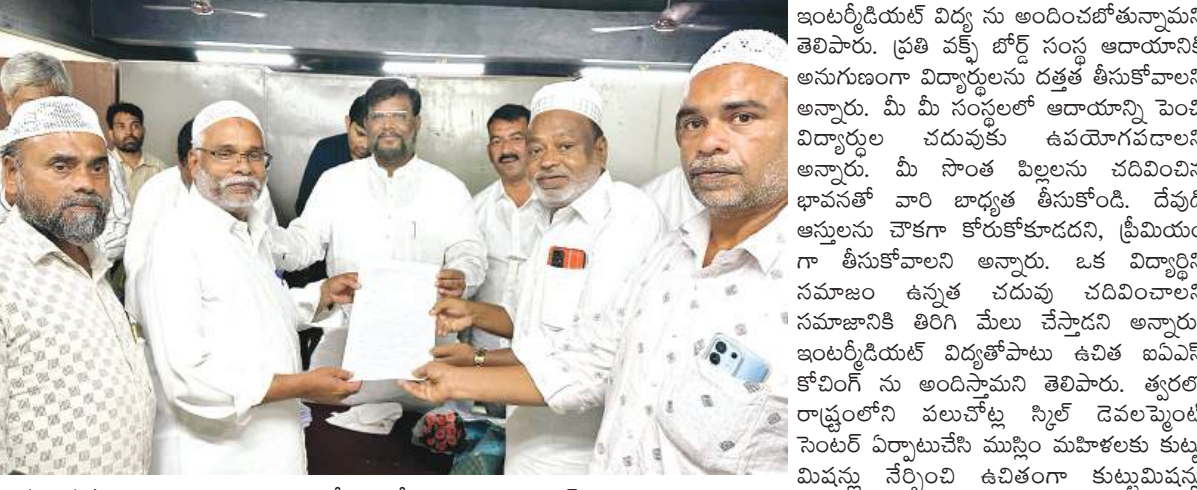 ఇంటర్మీడియట్ విద్య ను అందించబోతున్నామని
తెలిపారు. ప్రతి వక్ఫ్ బోర్డ్ సంస్థ ఆదాయానికి
అనుగుణంగా విద్యార్థులను దత్తత తీసుకోవాలని
అన్నారు. మీ మీ సంస్థలలో ఆదాయాన్ని పెంచి
విద్యార్థుల చదువుకు ఉపయోగపడాలని
అన్నారు. మీ సొంత పిల్లలను చదివించిన
భావనతో వారి బాధ్యత తీసుకోండి. దేవుడి
ఆస్తులను చౌకగా కోరుకోకూడదని, ప్రీమియం
గా తీసుకోవాలని అన్నారు. ఒక విద్యార్థిని
సమాజం ఉన్నత చదువు చదివించాలని
సమాజానికి తిరిగి మేలు చేస్తాడని అన్నారు.
ఇంటర్మీడియట్ విద్యతోపాటు ఉచిత ఐఏఎస్
కోచింగ్ ను అందిస్తామని తెలిపారు. త్వరలో
రాష్ట్రంలోని పలుచోట్ల స్కిల్ డెవలప్మెంట్
సెంటర్ ఏర్పాటుచేసి ముస్లిం మహిళలకు కుట్టు
మిషన్లు నేర్పించి ఉచితంగా కుట్టుమిషన్లు